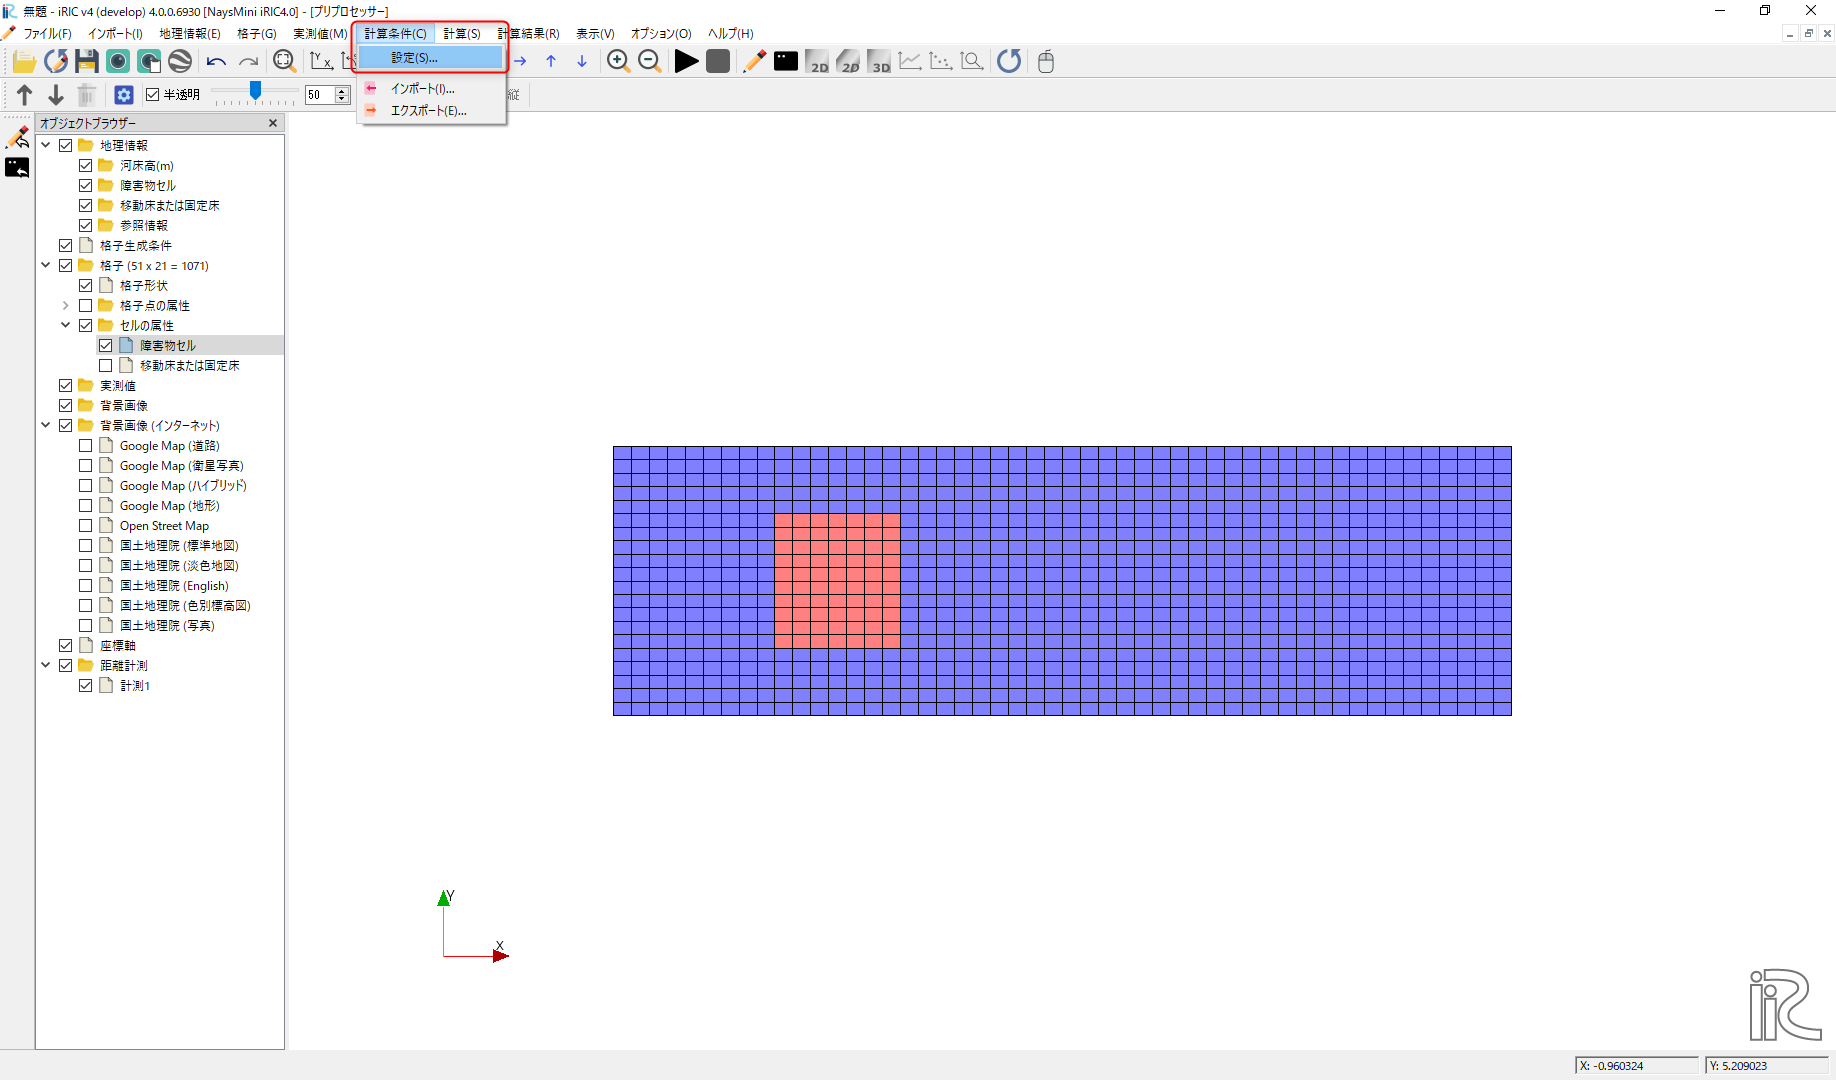 無題 - iRIC v4 (develop) 4.0.0.6930 [NaysMini iRIC4.0] - [プリプロセッサー]
ファイル(F) インポート(I) 地理情報(E) 格子(G) 実測値(M) 計算条件(C) 計算(S) 計算結果(R) 表示(V) オプション(O) ヘルプ(H)
設定(S)...
インポート(I)...
エクスポート(E)...
2D 2D 3D
半透明 50 縦
オブジェクトブラウザー
地理情報
河床高(m)
障害物セル
移動床または固定床
参照情報
格子生成条件
格子 (51 x 21 = 1071)
格子形状
格子点の属性
セルの属性
障害物セル
移動床または固定床
実測値
背景画像
背景画像 (インターネット)
Google Map (道路)
Google Map (衛星写真)
Google Map (ハイブリッド)
Google Map (地形)
Open Street Map
国土地理院 (標準地図)
国土地理院 (淡色地図)
国土地理院 (English)
国土地理院 (色別標高図)
国土地理院 (写真)
座標軸
距離計測
計測1
Y
X
iRIC
X: -0.960324 Y: 5.209023